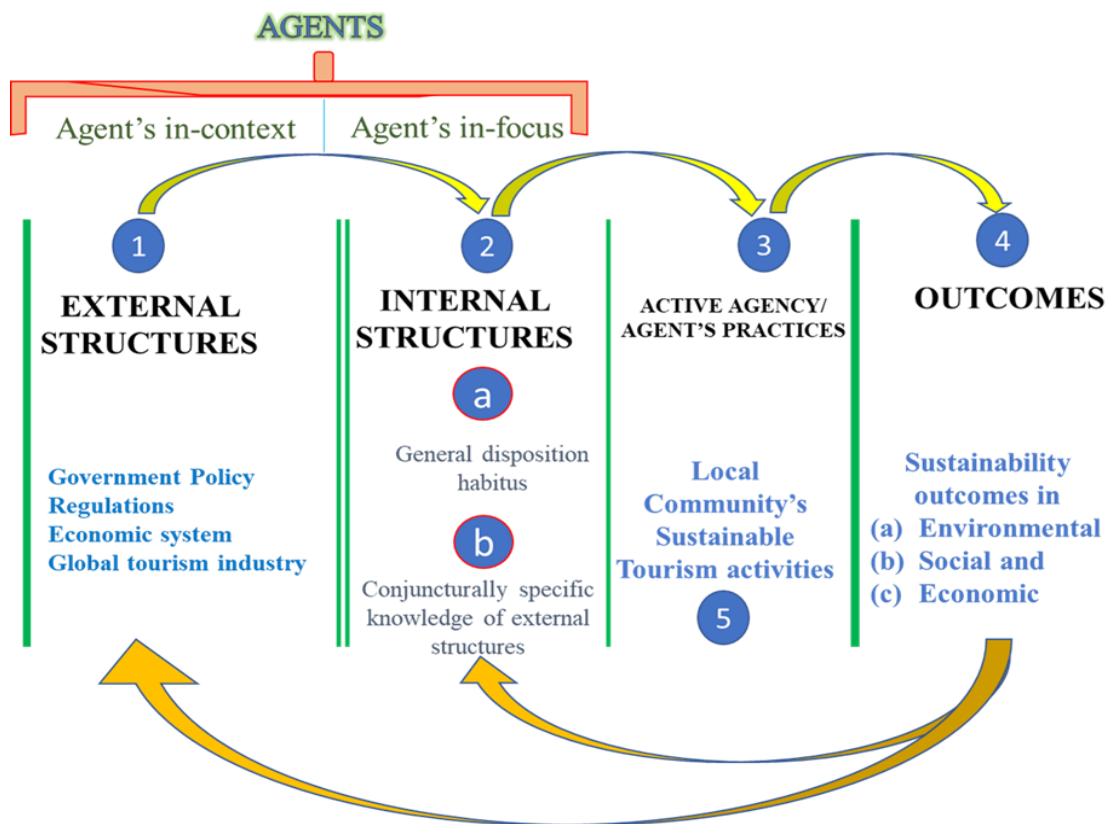 AGENTS
Agent’s in-context
Agent’s in-focus
1
EXTERNAL
STRUCTURES
Government Policy
Regulations
Economic system
Global tourism industry
2
INTERNAL
STRUCTURES
a
General disposition
habitus
b
Conjuncturally specific
knowledge of external
structures
3
ACTIVE AGENCY/
AGENT’S PRACTICES
Local
Community’s
Sustainable
Tourism activities
5
4
OUTCOMES
Sustainability
outcomes in
(a) Environmental
(b) Social and
(c) Economic